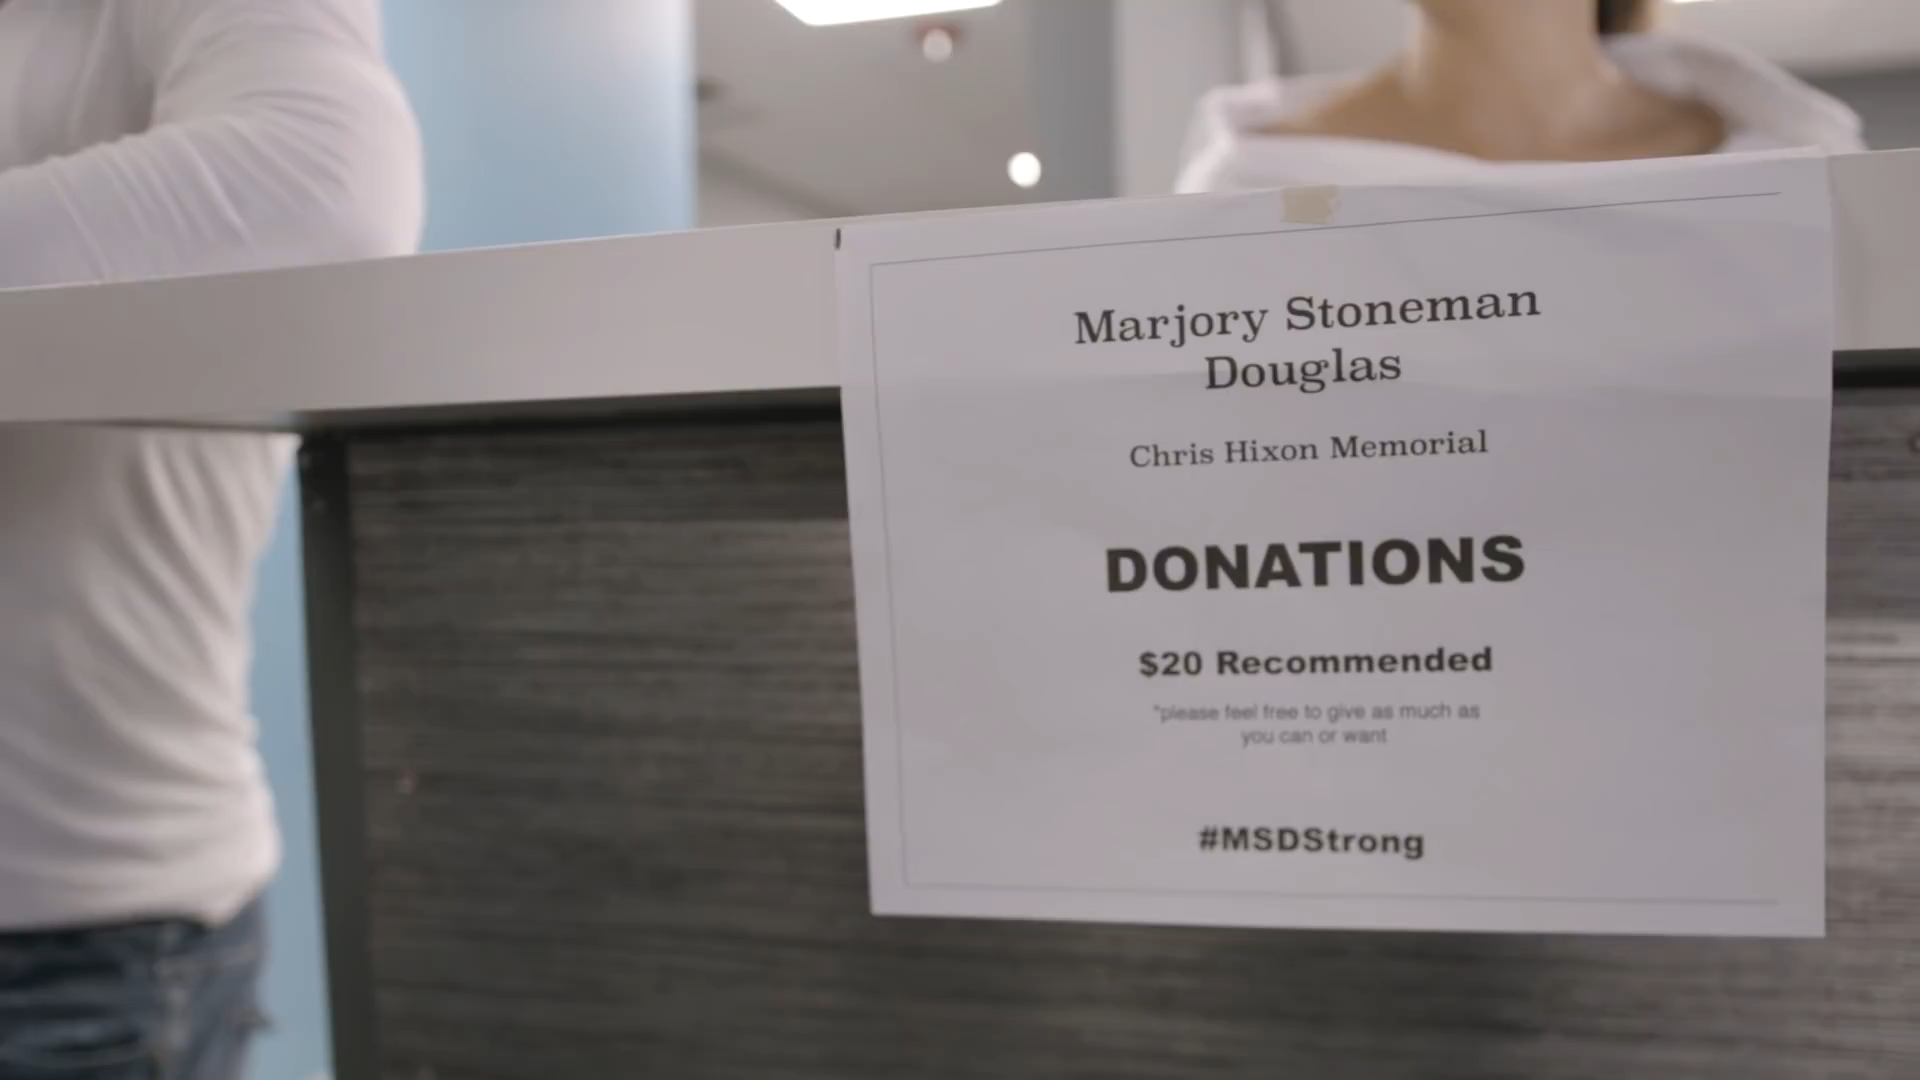 Marjory Stoneman
Douglas
Chris Hixon Memorial
DONATIONS
$20 Recommended
*please feel free to give as much as
you can or want
#MSDStrong